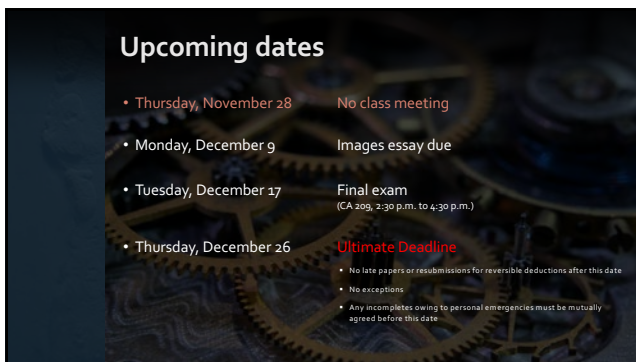 Upcoming dates
• Thursday, November 28 No class meeting
• Monday, December 9 Images essay due
• Tuesday, December 17 Final exam
(CA 209, 2:30 p.m. to 4:30 p.m.)
• Thursday, December 26 Ultimate Deadline
• No late papers or resubmissions for reversible deductions after this date
• No exceptions
• Any incompletes owing to personal emergencies must be mutually
agreed before this date